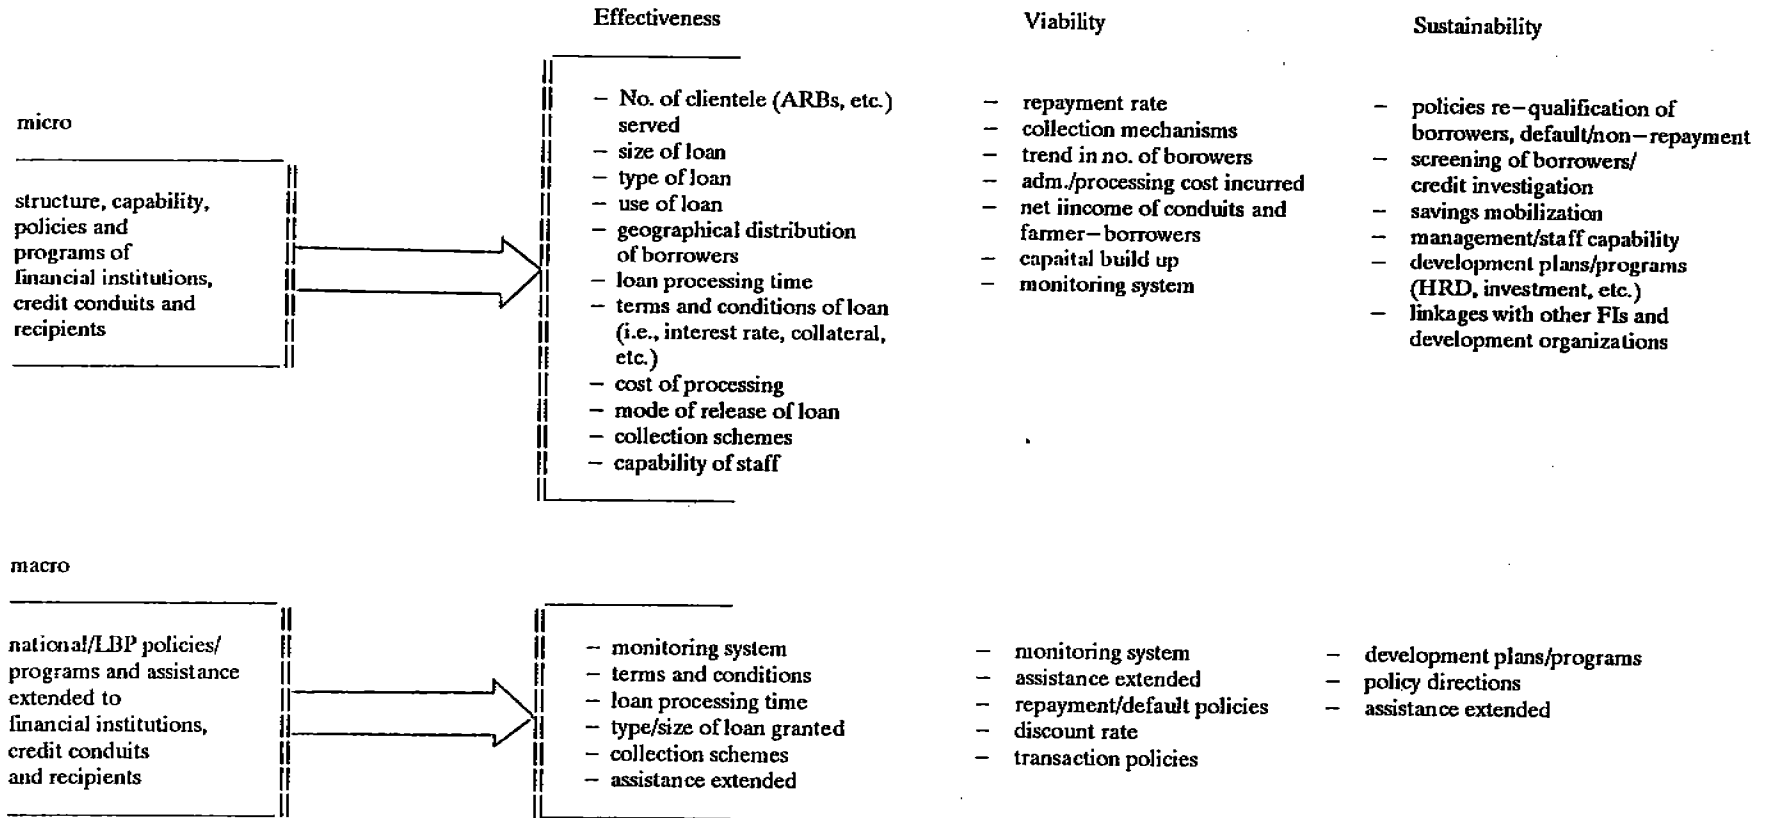 Effectiveness
Viability
Sustainability
micro
structure, capability,
policies and
programs of
financial institutions,
credit conduits and
recipients
– No. of clientele (ARBs, etc.)
served
– size of loan
– type of loan
– use of loan
– geographical distribution
of borrowers
– loan processing time
– terms and conditions of loan
(i.e., interest rate, collateral,
etc.)
– cost of processing
– mode of release of loan
– collection schemes
– capability of staff
– repayment rate
– collection mechanisms
– trend in no. of borowers
– adm./processing cost incurred
– net iincome of conduits and
farmer–borrowers
– capaital build up
– monitoring system
– policies re–qualification of
borrowers, default/non–repayment
– screening of borrowers/
credit investigation
– savings mobilization
– management/staff capability
– development plans/programs
(HRD, investment, etc.)
– linkages with other FIs and
development organizations
macro
national/LBP policies/
programs and assistance
extended to
financial institutions,
credit conduits
and recipients
– monitoring system
– terms and conditions
– loan processing time
– type/size of loan granted
– collection schemes
– assistance extended
– monitoring system
– assistance extended
– repayment/default policies
– discount rate
– transaction policies
– development plans/programs
– policy directions
– assistance extended